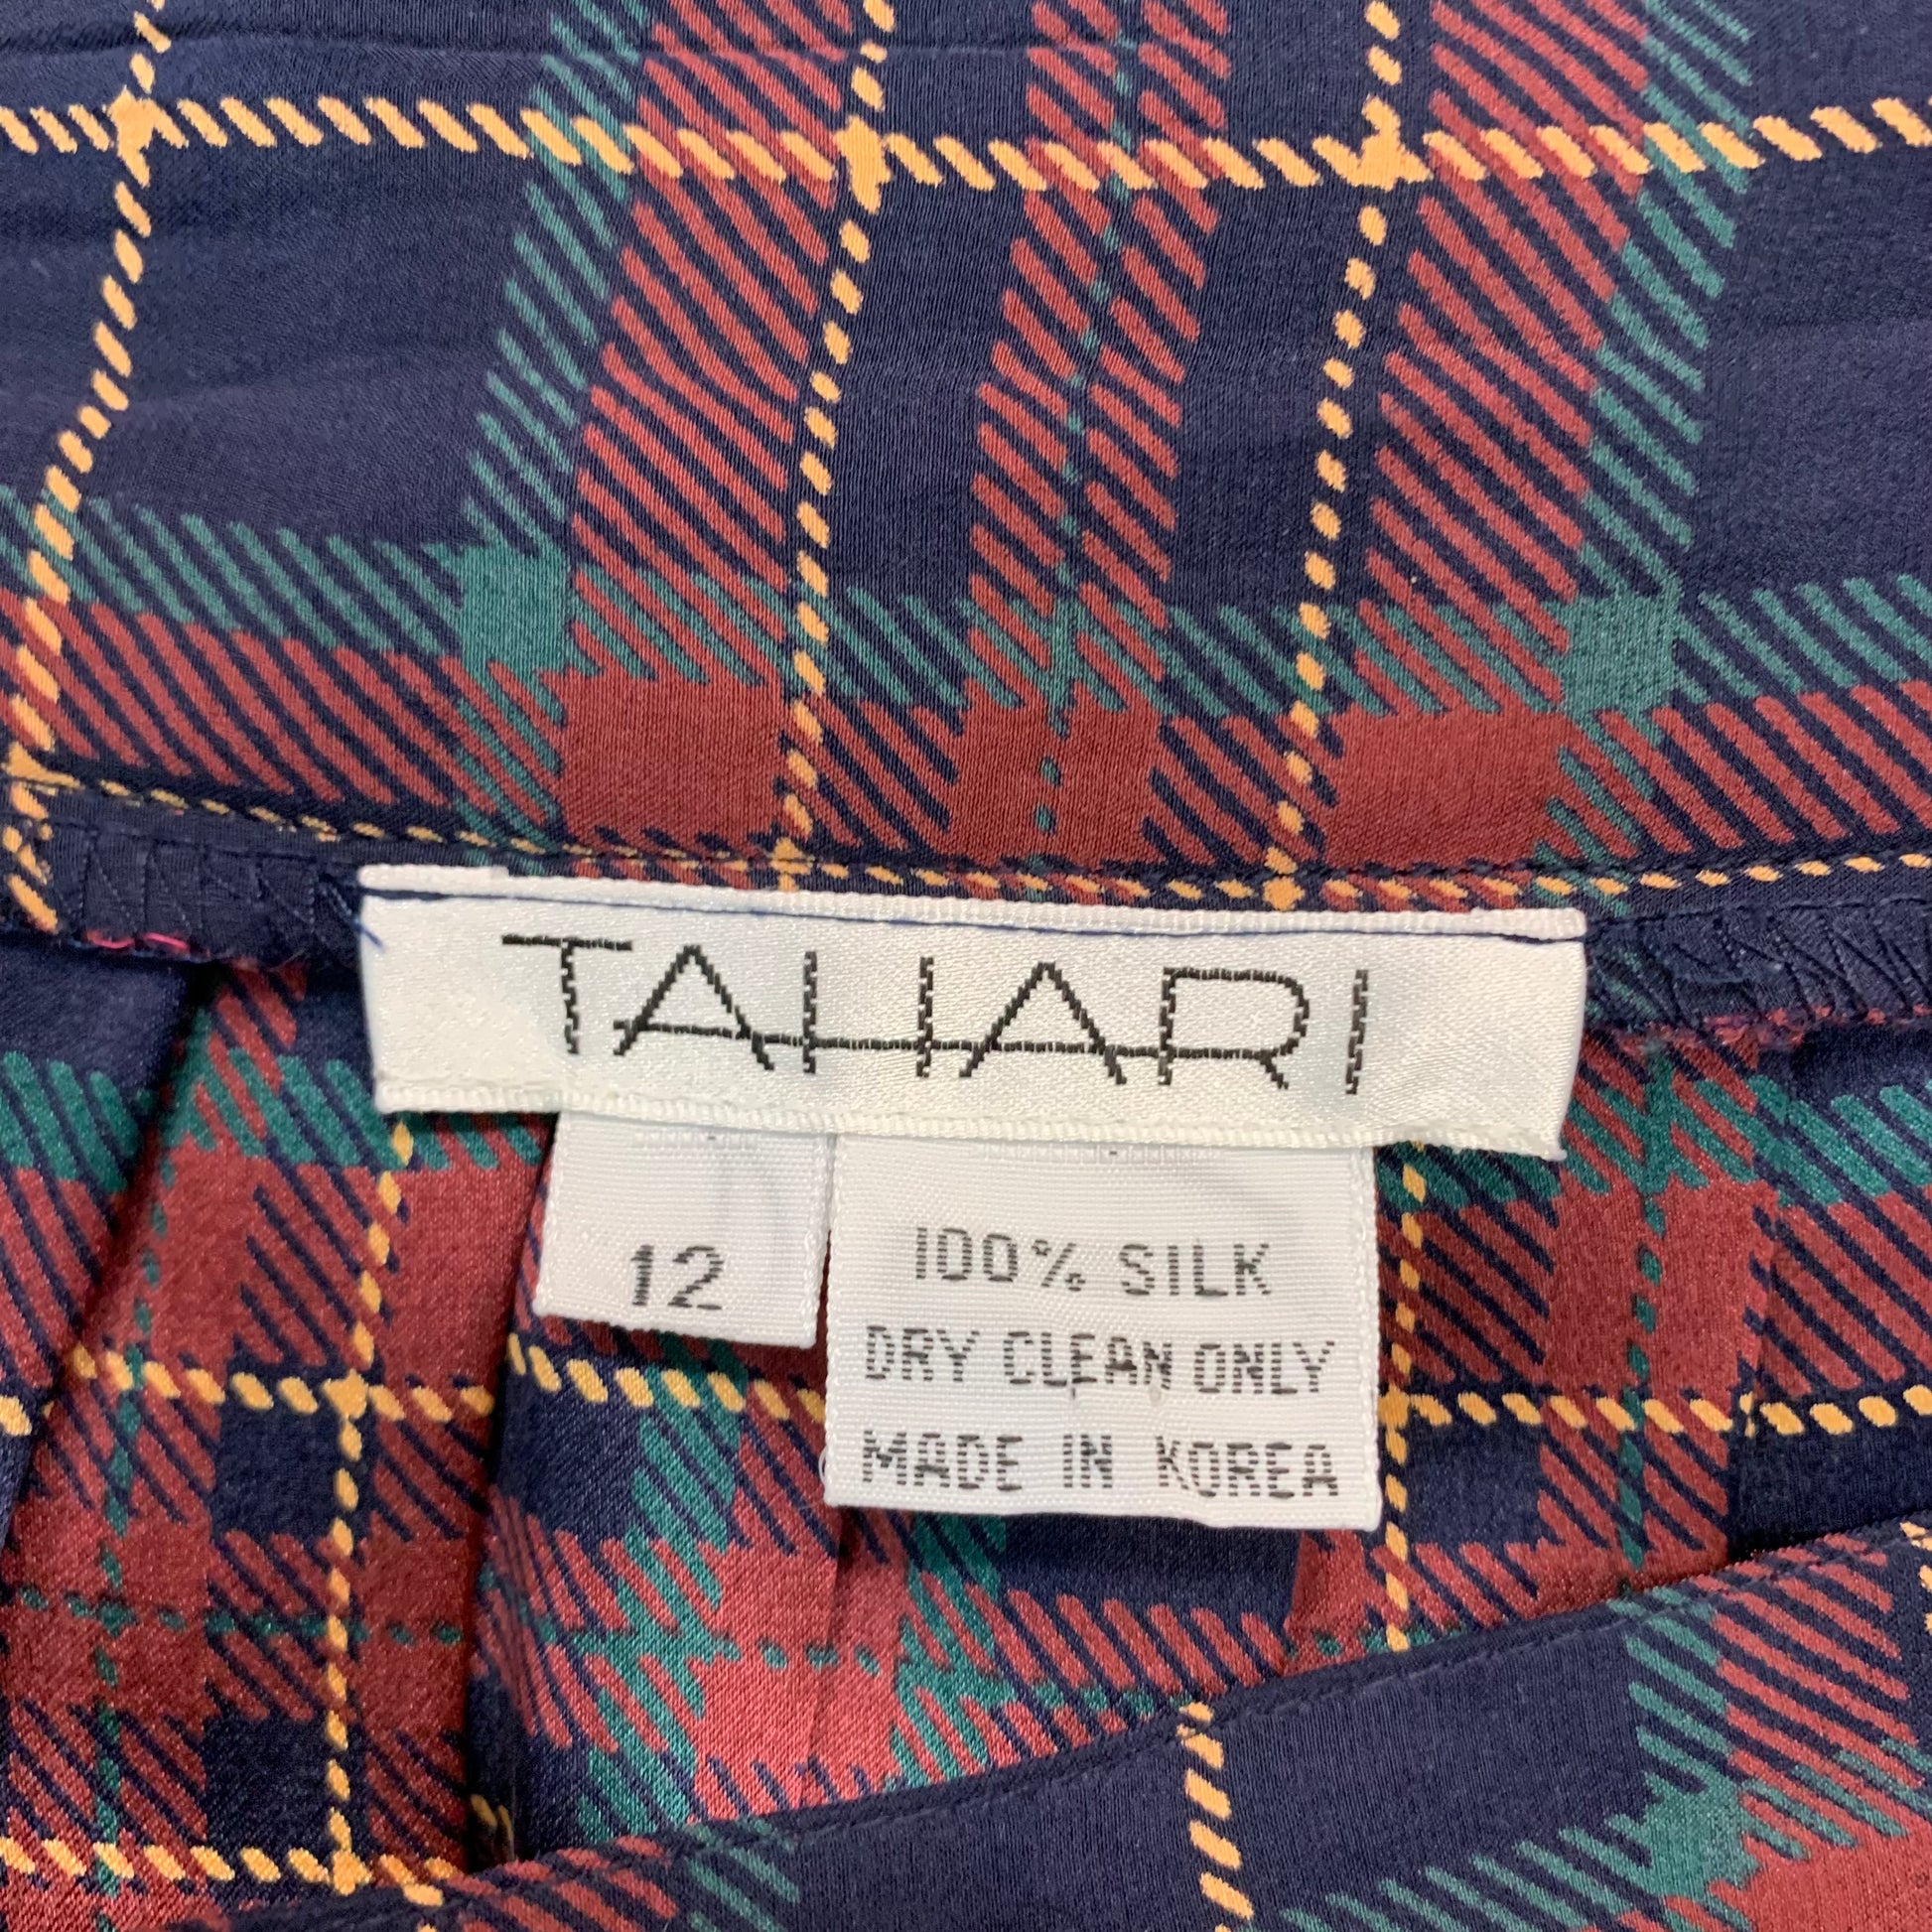 TAHARI
12
100% SILK
DRY CLEAN ONLY
MADE IN KOREA